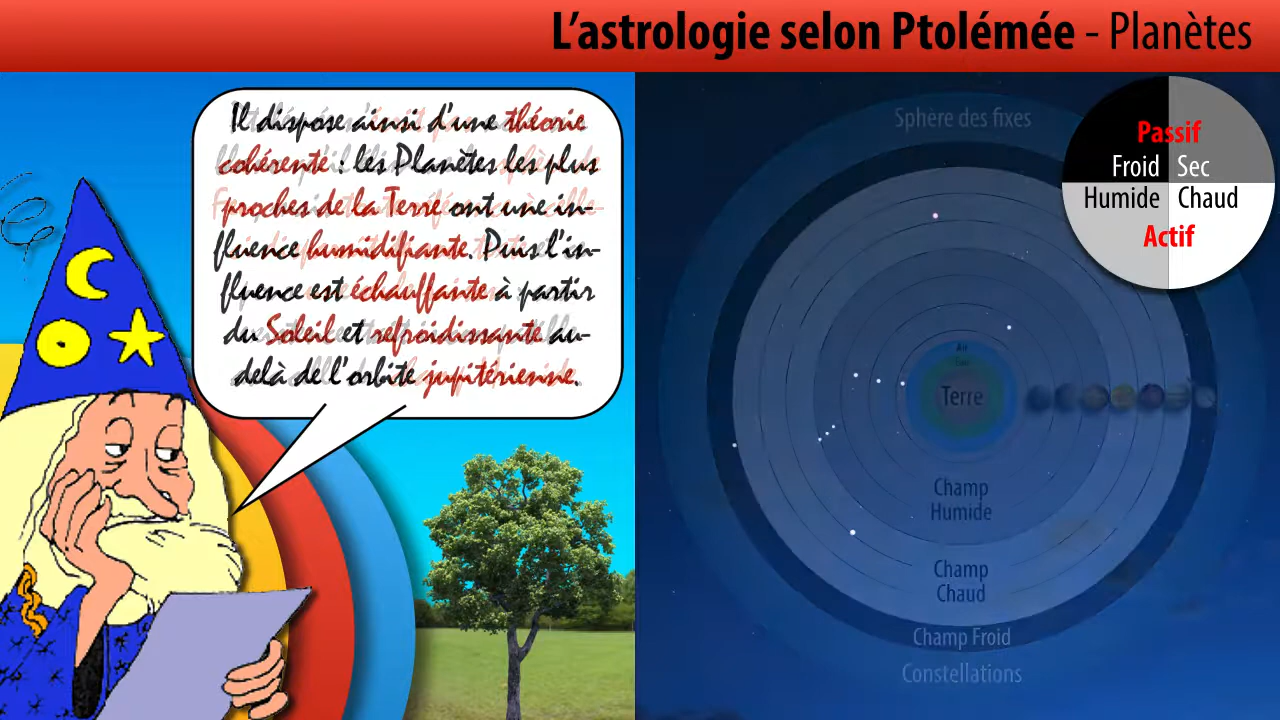 L'astrologie selon Ptolémée - Planètes
Il dispose ainsi d'une théorie
cohérente : les Planètes les plus
proches de la Terre ont une in-
fluence humidifiante. Puis l'in-
fluence est échauffante à partir
du Soleil et refroidissante au-
delà de l'orbite jupitérienne.
Sphère des fixes
Passif
Froid Sec
Humide Chaud
Actif
Air
Terre
Champ
Humide
Champ
Chaud
Champ Froid
Constellations